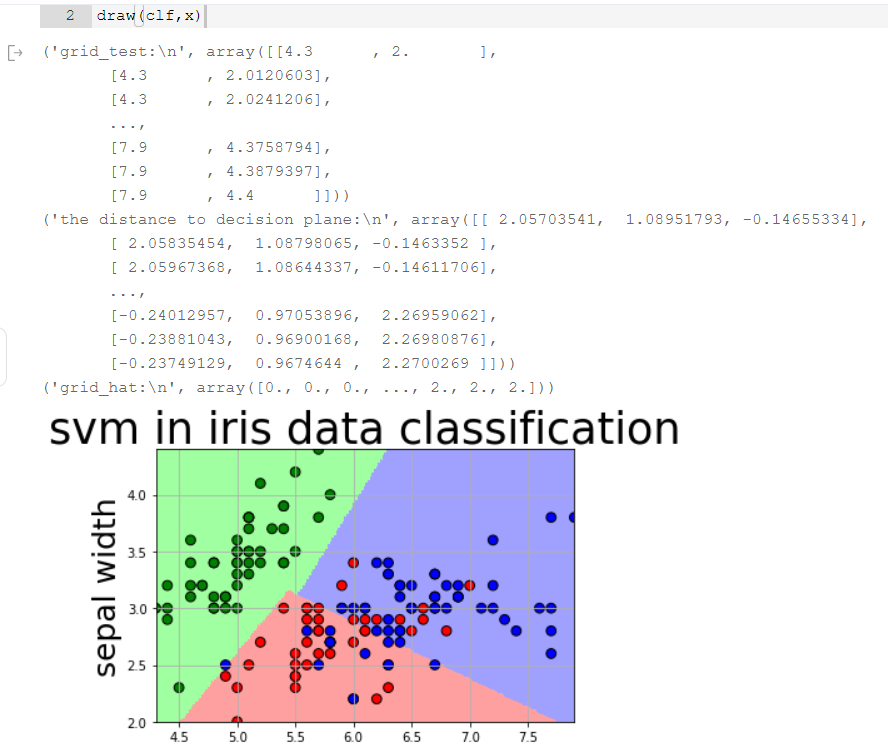 2 draw(clf,x)
('grid_test:\n', array([[4.3 , 2. ],
[4.3 , 2.0120603],
[4.3 , 2.0241206],
...,
[7.9 , 4.3758794],
[7.9 , 4.3879397],
[7.9 , 4.4 ]]))
('the distance to decision plane:\n', array([[ 2.05703541, 1.08951793, -0.14655334],
[ 2.05835454, 1.08798065, -0.1463352 ],
[ 2.05967368, 1.08644337, -0.14611706],
...,
[-0.24012957, 0.97053896, 2.26959062],
[-0.23881043, 0.96900168, 2.26980876],
[-0.23749129, 0.9674644 , 2.2700269 ]]))
('grid_hat:\n', array([0., 0., 0., ..., 2., 2., 2.]))
svm in iris data classification
sepal width
4.0
3.5
3.0
2.5
2.0
4.5 5.0 5.5 6.0 6.5 7.0 7.5